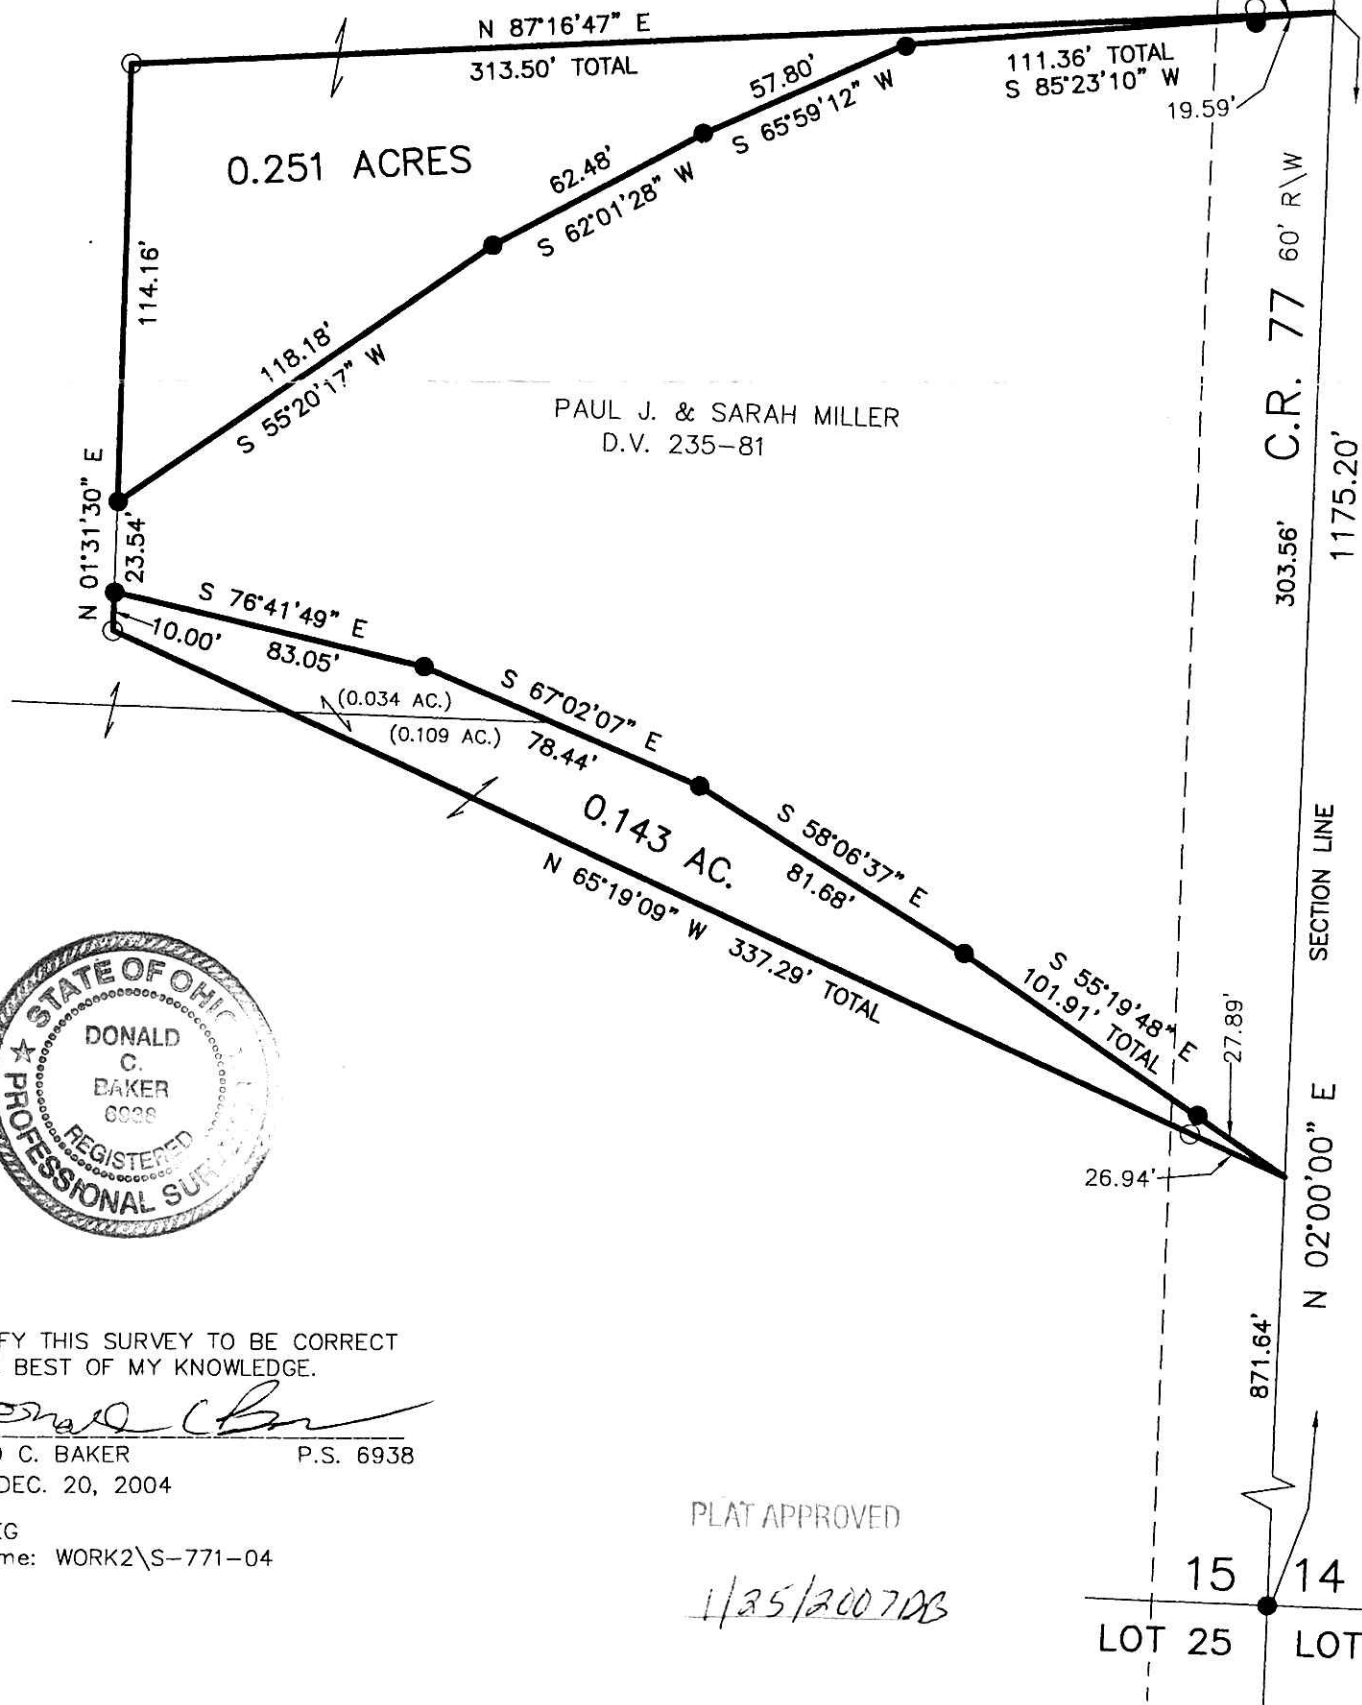 N 87°16'47" E
313.50' TOTAL
57.80'
S 65°59'12" W
111.36' TOTAL
S 85°23'10" W
19.59'
0.251 ACRES
62.48'
S 62°01'28" W
114.16'
118.18'
S 55°20'17" W
PAUL J. & SARAH MILLER
D.V. 235-81
C.R. 77 60' R\W
303.56'
1175.20'
N 01°31'30" E
23.54'
S 76°41'49" E
10.00'
83.05'
(0.034 AC.)
(0.109 AC.)
S 67°02'07" E
78.44'
0.143 AC.
S 58°06'37" E
81.68'
N 65°19'09" W 337.29' TOTAL
S 55°19'48" E
101.91' TOTAL
27.89'
26.94'
SECTION LINE
N 02°00'00" E
871.64'
STATE OF OHIO
DONALD
C.
BAKER
6938
REGISTERED
PROFESSIONAL SUR
FY THIS SURVEY TO BE CORRECT
BEST OF MY KNOWLEDGE.
C. BAKER P.S. 6938
DEC. 20, 2004
me: WORK2\S-771-04
PLAT APPROVED
1/25/2007 DB
15 14
LOT 25 LOT